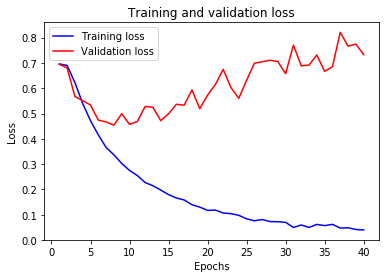 Training and validation loss
Training loss
Validation loss
Loss
0.8
0.7
0.6
0.5
0.4
0.3
0.2
0.1
0.0
0 5 10 15 20 25 30 35 40
Epochs